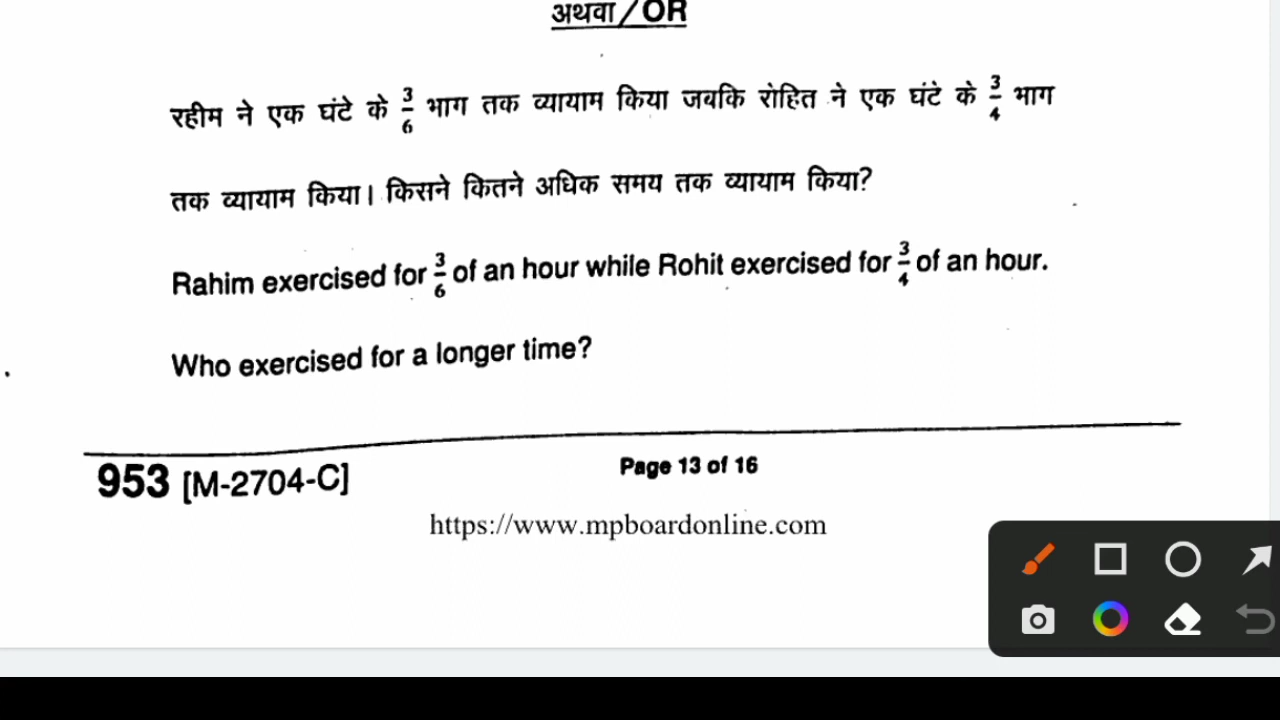 अथवा/OR
रहीम ने एक घंटे के 3/6 भाग तक व्यायाम किया जबकि रोहित ने एक घंटे के 3/4 भाग
तक व्यायाम किया। किसने कितने अधिक समय तक व्यायाम किया?
Rahim exercised for 3/6 of an hour while Rohit exercised for 3/4 of an hour.
Who exercised for a longer time?
953 [M-2704-C]
Page 13 of 16
https://www.mpboardonline.com